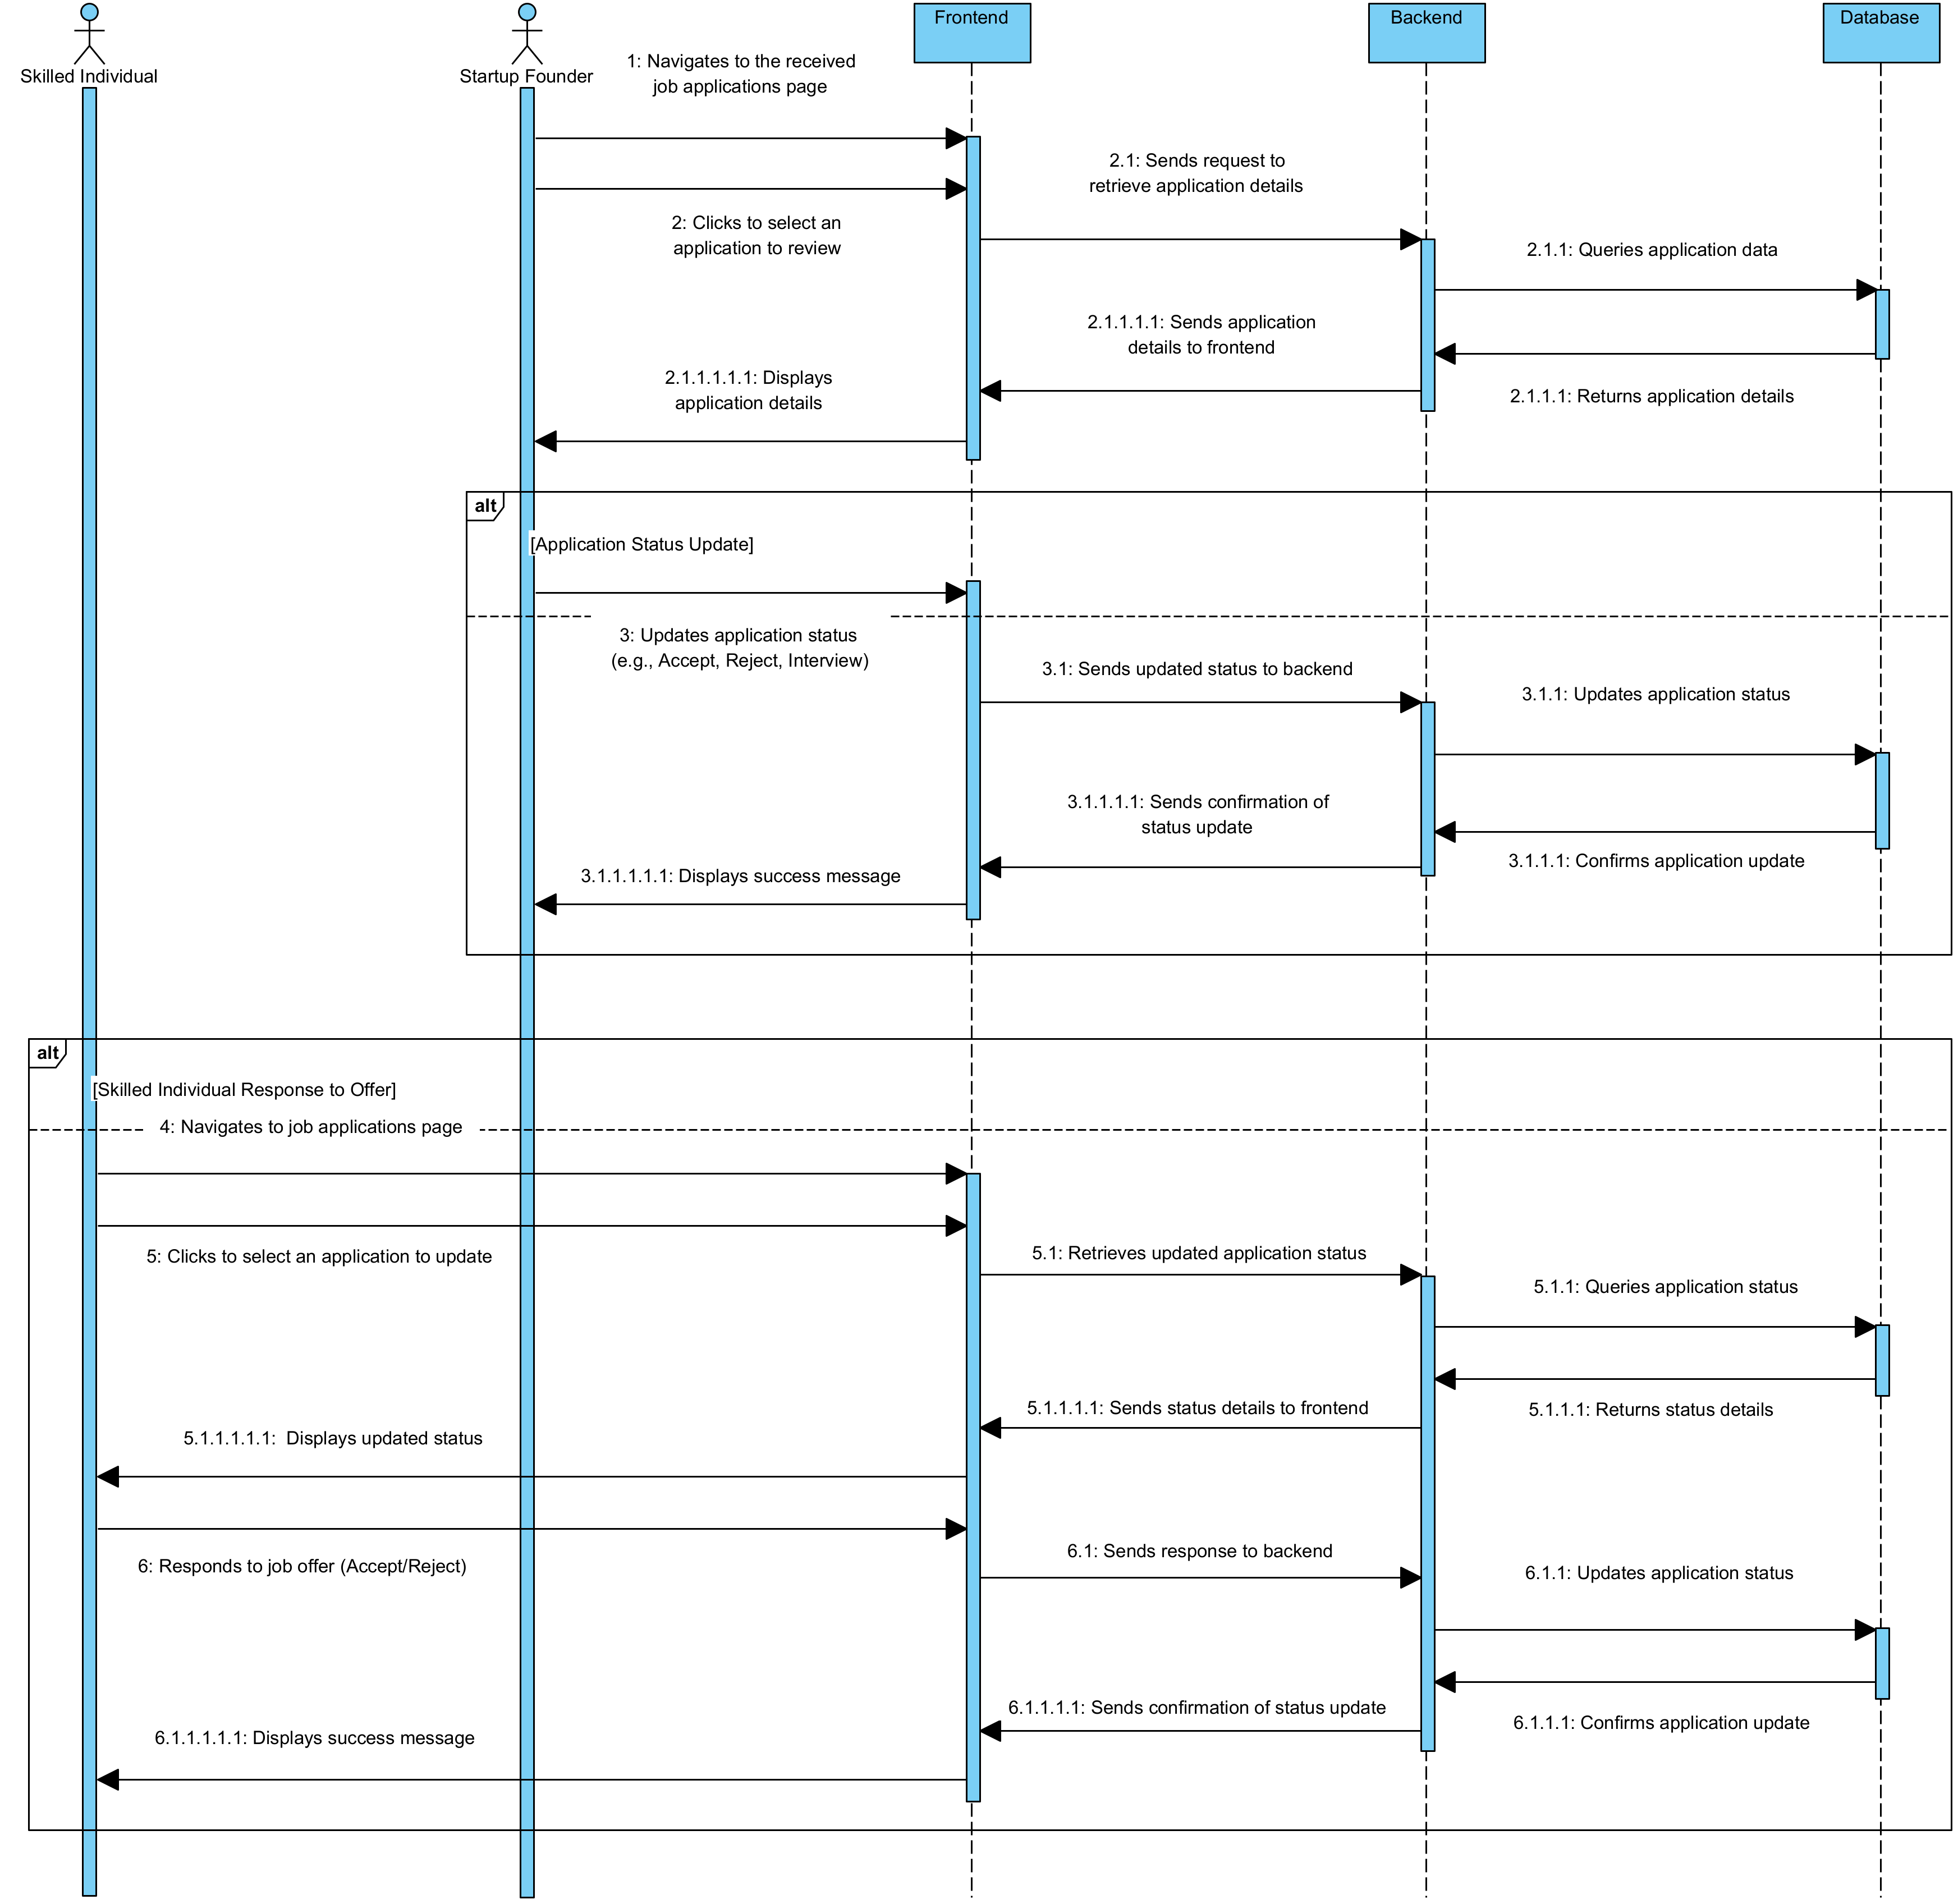 Skilled Individual
Startup Founder
Frontend
Backend
Database
1: Navigates to the received
job applications page
2.1: Sends request to
retrieve application details
2: Clicks to select an
application to review
2.1.1: Queries application data
2.1.1.1.1: Sends application
details to frontend
2.1.1.1.1.1: Displays
application details
2.1.1.1: Returns application details
alt
[Application Status Update]
3: Updates application status
(e.g., Accept, Reject, Interview)
3.1: Sends updated status to backend
3.1.1: Updates application status
3.1.1.1.1: Sends confirmation of
status update
3.1.1.1: Confirms application update
3.1.1.1.1.1: Displays success message
alt
[Skilled Individual Response to Offer]
4: Navigates to job applications page
5: Clicks to select an application to update
5.1: Retrieves updated application status
5.1.1: Queries application status
5.1.1.1.1: Sends status details to frontend
5.1.1.1: Returns status details
5.1.1.1.1.1:  Displays updated status
6: Responds to job offer (Accept/Reject)
6.1: Sends response to backend
6.1.1: Updates application status
6.1.1.1.1: Sends confirmation of status update
6.1.1.1: Confirms application update
6.1.1.1.1.1: Displays success message